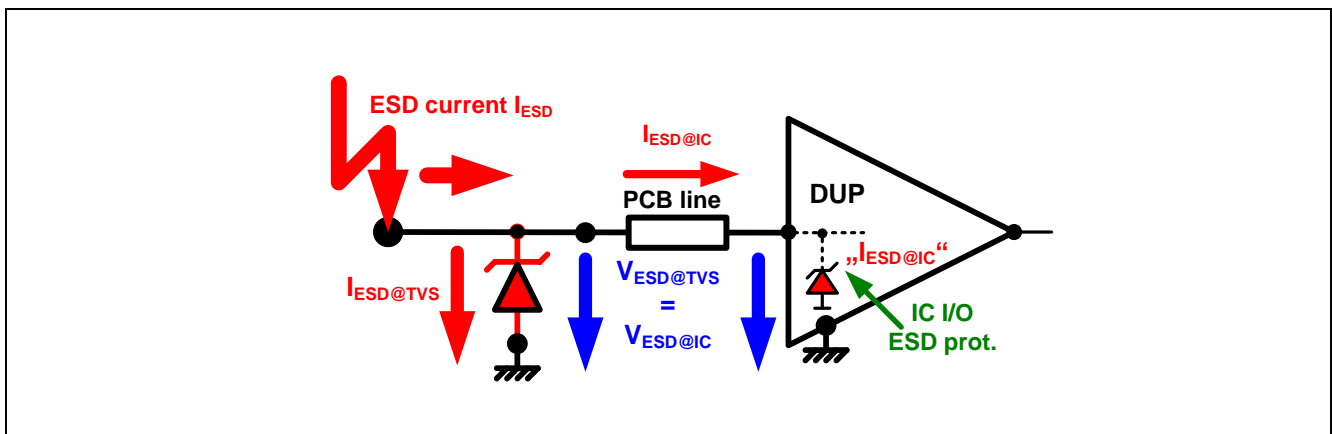 ESD current IESD
IESD@IC
PCB line
DUP
„IESD@IC“
IESD@TVS
VESD@TVS
=
VESD@IC
IC I/O
ESD prot.